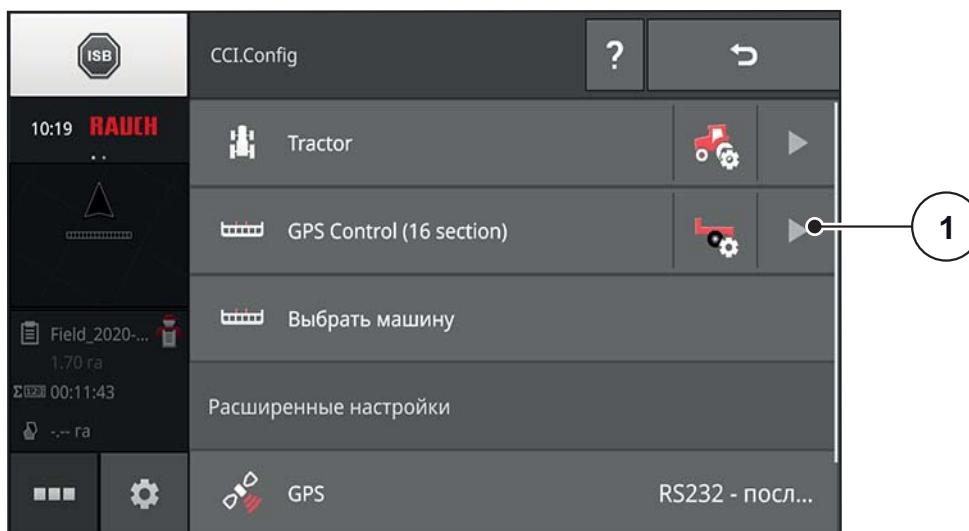 ISB
CCI.Config
?
10:19 RAUCH
Tractor
GPS Control (16 section)
1
Выбрать машину
Field_2020-...
1.70 га
Σ 123 00:11:43
Расширенные настройки
-.-- га
GPS
RS232 - посл...